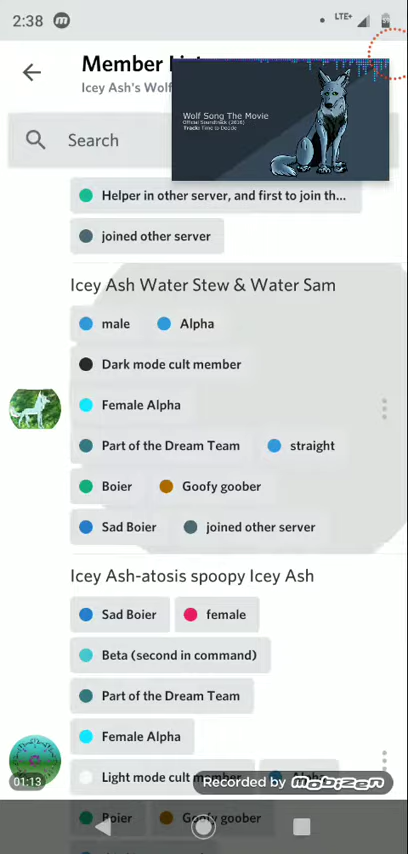 2:38
LTE+
Member List
Icey Ash's Wolf
Wolf Song The Movie
Official Soundtrack (2016)
Track: Time to Decide
Search
Helper in other server, and first to join th...
joined other server
Icey Ash Water Stew & Water Sam
male Alpha
Dark mode cult member
Female Alpha
Part of the Dream Team straight
Boier Goofy goober
Sad Boier joined other server
Icey Ash-atosis spoopy Icey Ash
Sad Boier female
Beta (second in command)
Part of the Dream Team
Female Alpha
Light mode cult member Alpha
01:13
Recorded by mobizen
Boier Goofy goober